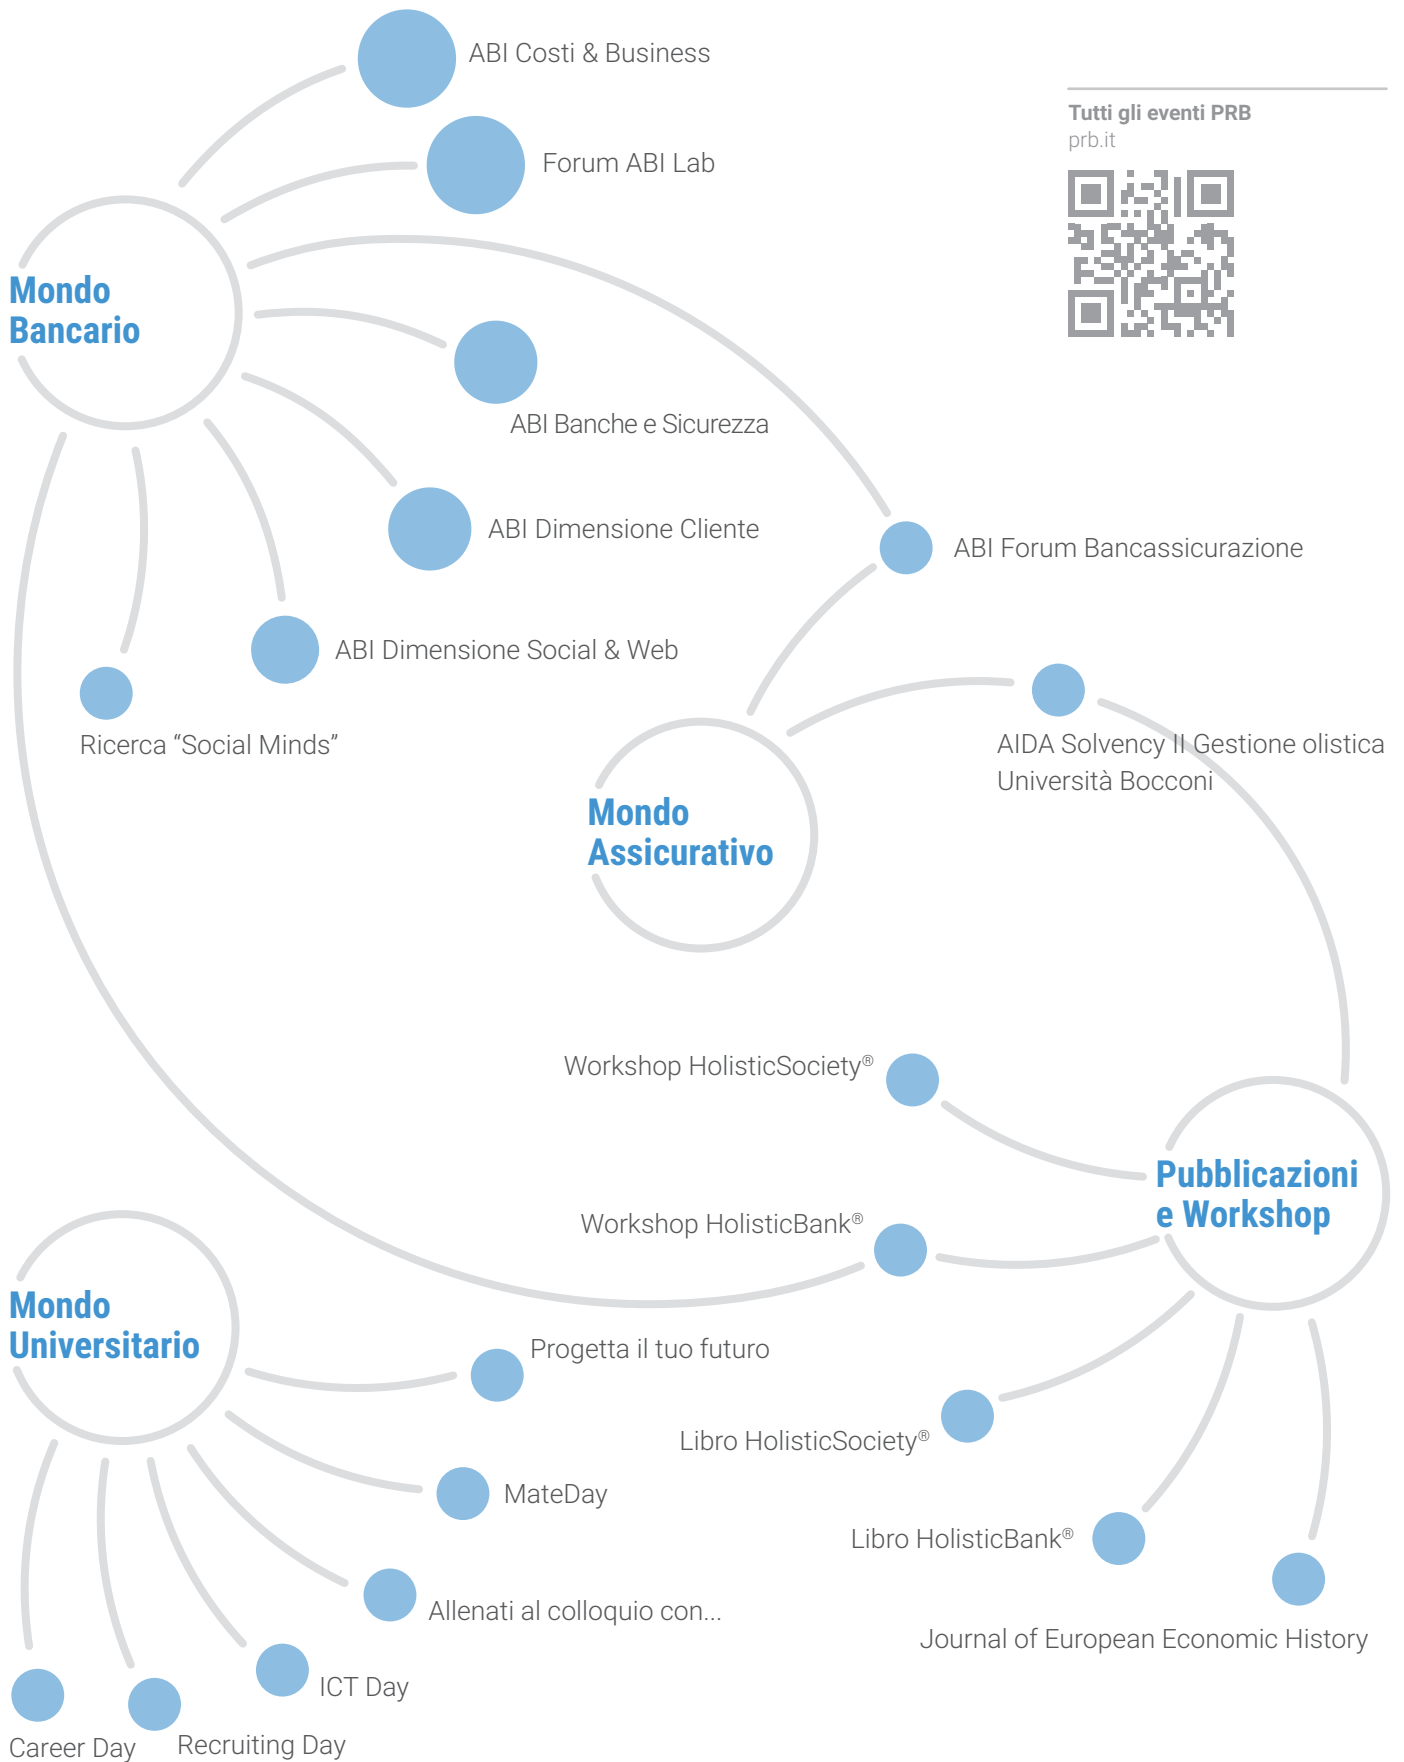 ABI Costi & Business
Tutti gli eventi PRB
prb.it
Forum ABI Lab
Mondo
Bancario
ABI Banche e Sicurezza
ABI Dimensione Cliente
ABI Forum Bancassicurazione
ABI Dimensione Social & Web
Ricerca “Social Minds”
AIDA Solvency II Gestione olistica
Università Bocconi
Mondo
Assicurativo
Workshop HolisticSociety®
Pubblicazioni
e Workshop
Workshop HolisticBank®
Mondo
Universitario
Progetta il tuo futuro
Libro HolisticSociety®
MateDay
Libro HolisticBank®
Allenati al colloquio con...
Journal of European Economic History
ICT Day
Career Day
Recruiting Day